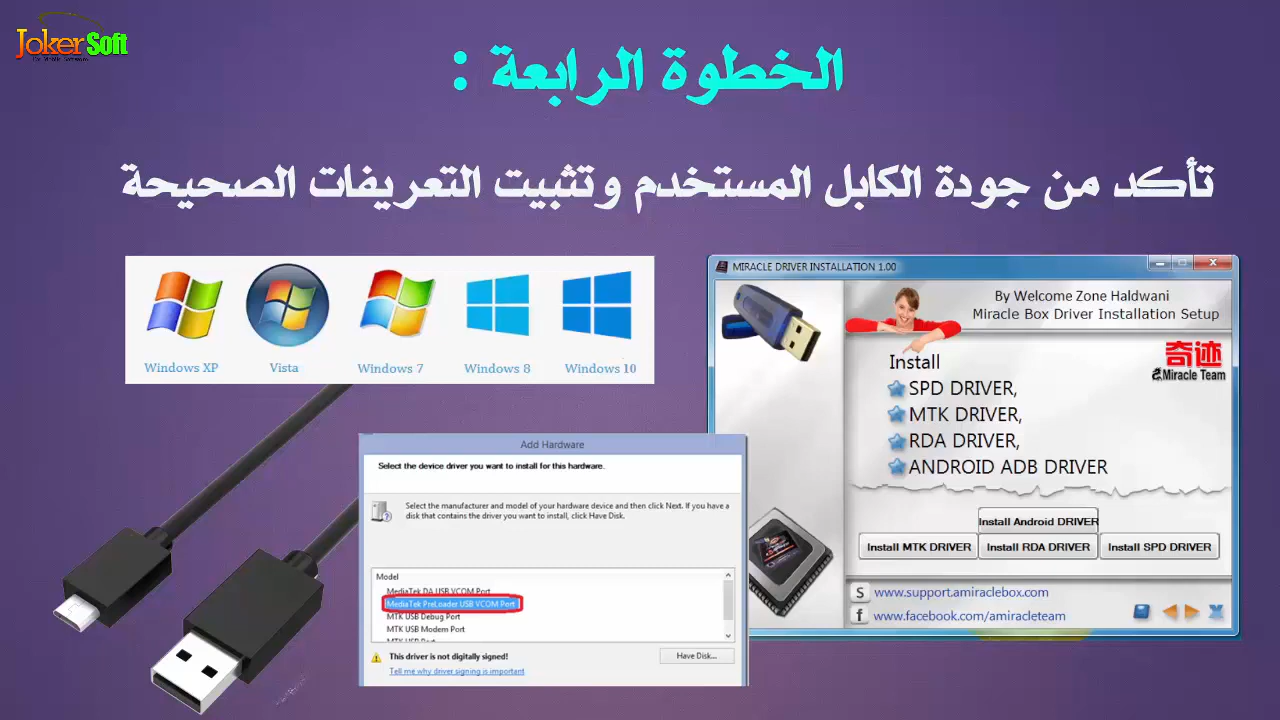 JokerSoft
الخطوة الرابعة :
تأكد من جودة الكابل المستخدم وتثبيت التعريفات الصحيحة
Windows XP
Vista
Windows 7
Windows 8
Windows 10
MIRACLE DRIVER INSTALLATION 1.00
By Welcome Zone Haldwani
Miracle Box Driver Installation Setup
奇迹
Miracle Team
Install
SPD DRIVER,
MTK DRIVER,
RDA DRIVER,
ANDROID ADB DRIVER
Install Android DRIVER
Install MTK DRIVER
Install RDA DRIVER
Install SPD DRIVER
S www.support.amiraclebox.com
f www.facebook.com/amiracleteam
Add Hardware
Select the device driver you want to install for this hardware.
Select the manufacturer and model of your hardware device and then click Next. If you have a
disk that contains the driver you want to install, click Have Disk.
Model
MediaTek DA USB VCOM Port
MediaTek PreLoader USB VCOM Port
MTK USB Debug Port
MTK USB Modem Port
MTK USB Port
This driver is not digitally signed!
Have Disk...
Tell me why driver signing is important